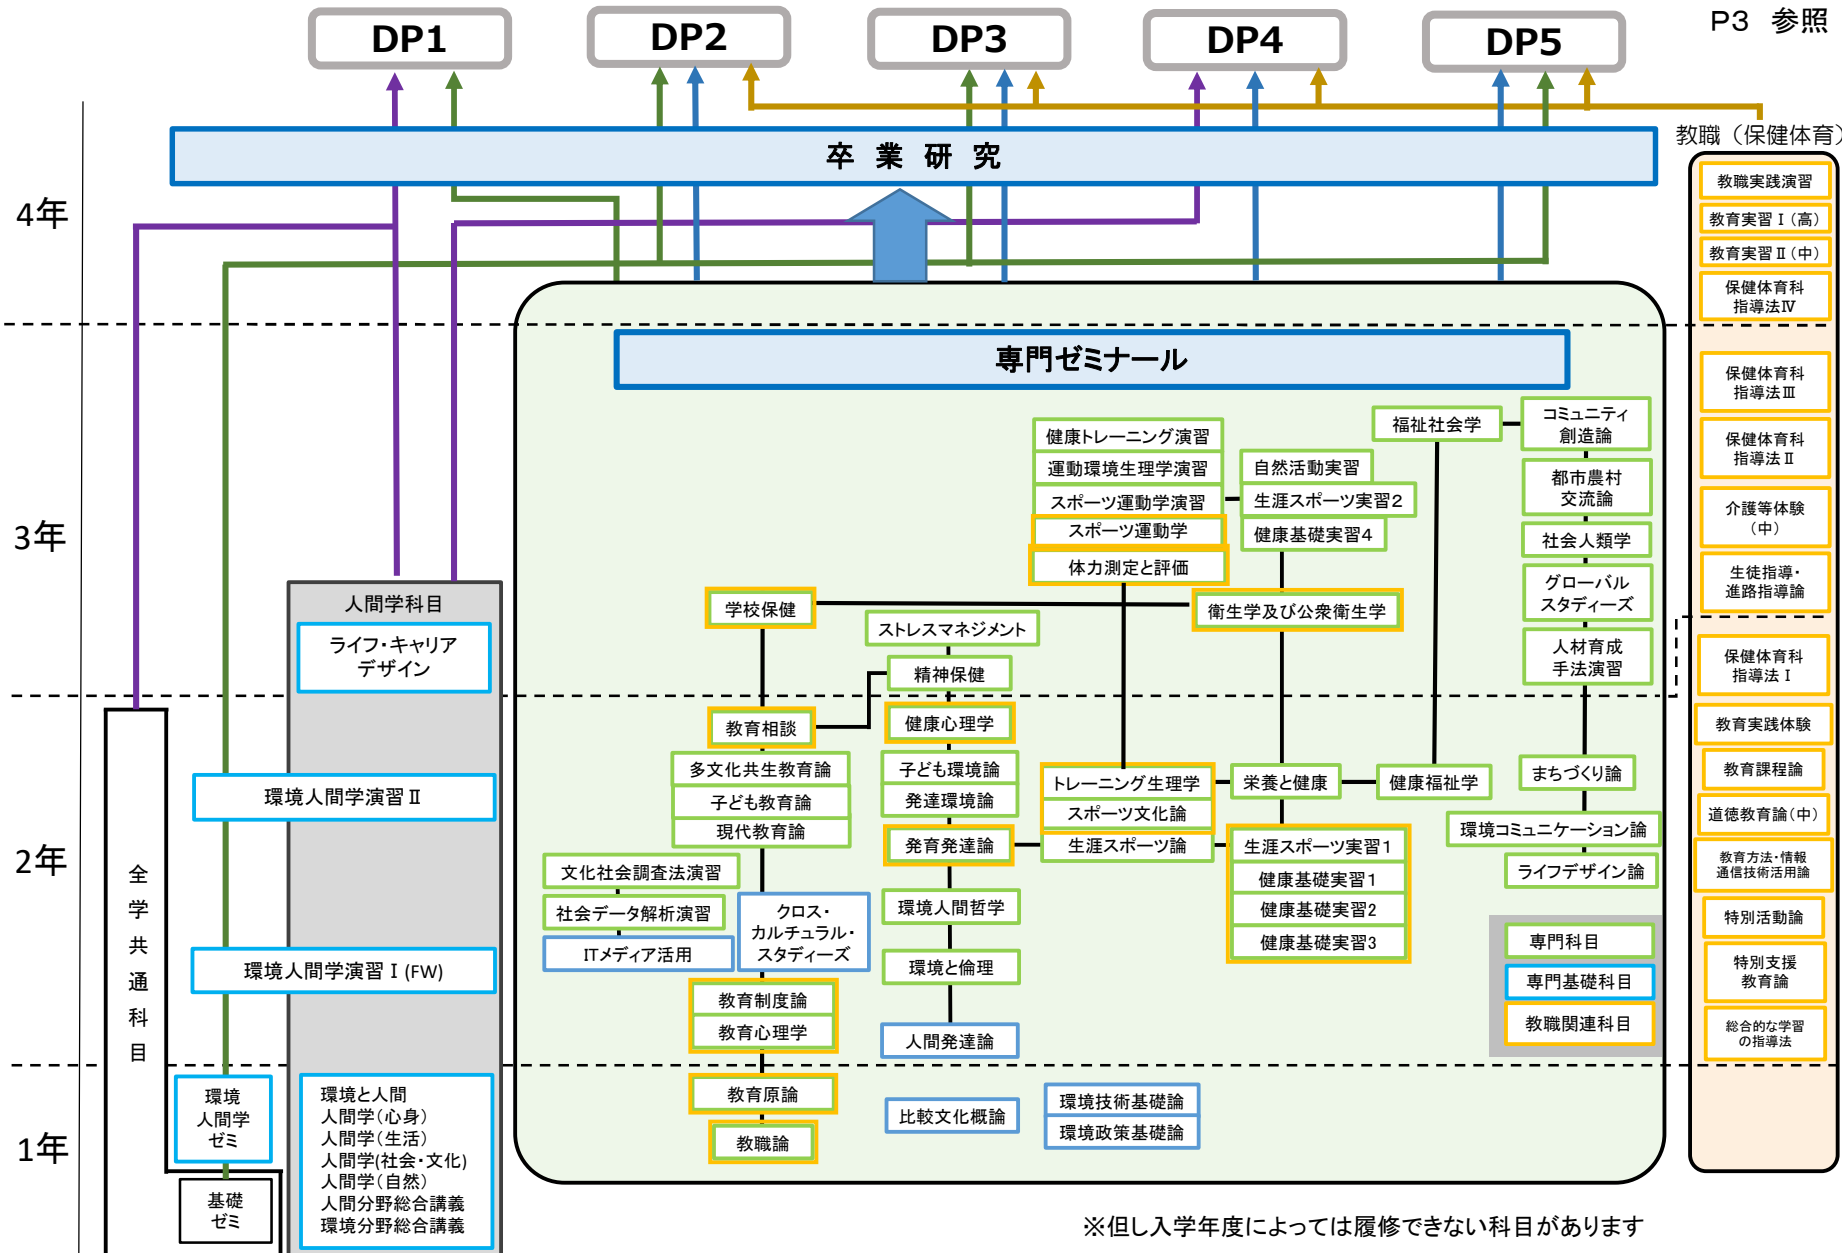 P3 参照
DP1
DP2
DP3
DP4
DP5
教職（保健体育）
卒 業 研 究
4年
3年
2年
1年
専門ゼミナール
全学共通科目
人間学科目
ライフ・キャリア
デザイン
環境人間学演習Ⅱ
環境人間学演習Ⅰ(FW)
環境
人間学
ゼミ
基礎
ゼミ
環境と人間
人間学(心身)
人間学(生活)
人間学(社会・文化)
人間学(自然)
人間分野総合講義
環境分野総合講義
健康トレーニング演習
運動環境生理学演習
スポーツ運動学演習
スポーツ運動学
体力測定と評価
自然活動実習
生涯スポーツ実習2
健康基礎実習4
福祉社会学
コミュニティ
創造論
都市農村
交流論
社会人類学
グローバル
スタディーズ
人材育成
手法演習
学校保健
衛生学及び公衆衛生学
ストレスマネジメント
精神保健
教育相談
健康心理学
多文化共生教育論
子ども教育論
現代教育論
子ども環境論
発達環境論
発育発達論
トレーニング生理学
スポーツ文化論
生涯スポーツ論
栄養と健康
健康福祉学
まちづくり論
環境コミュニケーション論
ライフデザイン論
生涯スポーツ実習1
健康基礎実習1
健康基礎実習2
健康基礎実習3
文化社会調査法演習
社会データ解析演習
ITメディア活用
クロス・
カルチュラル・
スタディーズ
環境人間哲学
環境と倫理
人間発達論
教育制度論
教育心理学
教育原論
教職論
比較文化概論
環境技術基礎論
環境政策基礎論
専門科目
専門基礎科目
教職関連科目
教職実践演習
教育実習Ⅰ(高)
教育実習Ⅱ(中)
保健体育科
指導法Ⅳ
保健体育科
指導法Ⅲ
保健体育科
指導法Ⅱ
介護等体験
(中)
生徒指導・
進路指導論
保健体育科
指導法Ⅰ
教育実践体験
教育課程論
道徳教育論(中)
教育方法・情報
通信技術活用論
特別活動論
特別支援
教育論
総合的な学習
の指導法
※但し入学年度によっては履修できない科目があります